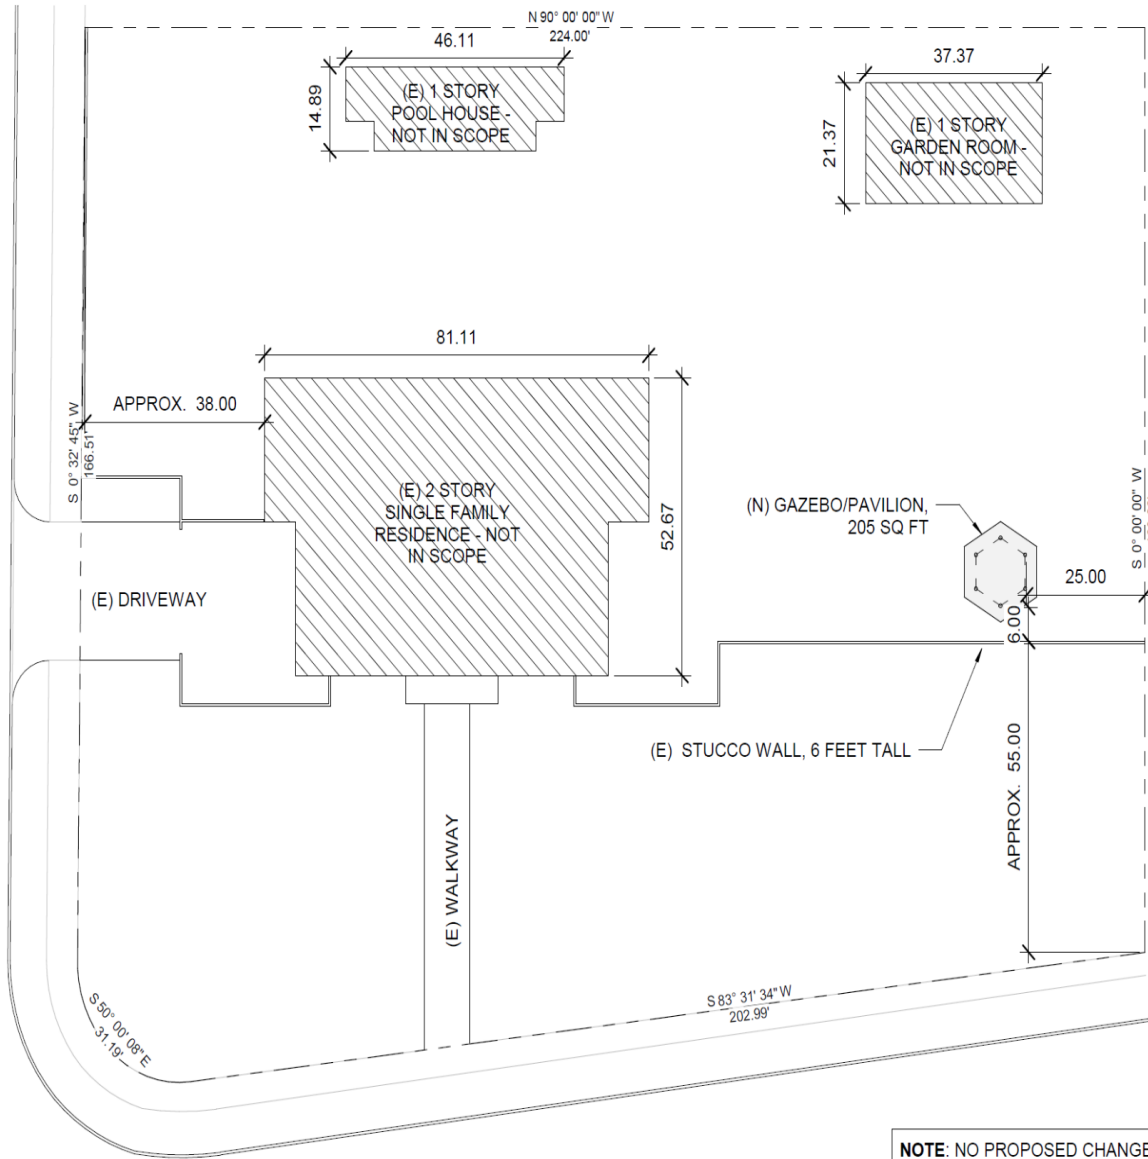 N 90° 00' 00" W
224.00'
46.11
37.37
14.89
(E) 1 STORY
POOL HOUSE -
NOT IN SCOPE
21.37
(E) 1 STORY
GARDEN ROOM -
NOT IN SCOPE
81.11
APPROX. 38.00
S 0° 32' 45" W
166.51'
(E) 2 STORY
SINGLE FAMILY
RESIDENCE - NOT
IN SCOPE
52.67
(N) GAZEBO/PAVILION,
205 SQ FT
S 0° 00' 00" W
25.00
6.00
(E) DRIVEWAY
(E) STUCCO WALL, 6 FEET TALL
APPROX. 55.00
(E) WALKWAY
S 50° 00' 08" E
31.19'
S 83° 31' 34" W
202.99'
NOTE: NO PROPOSED CHANGE